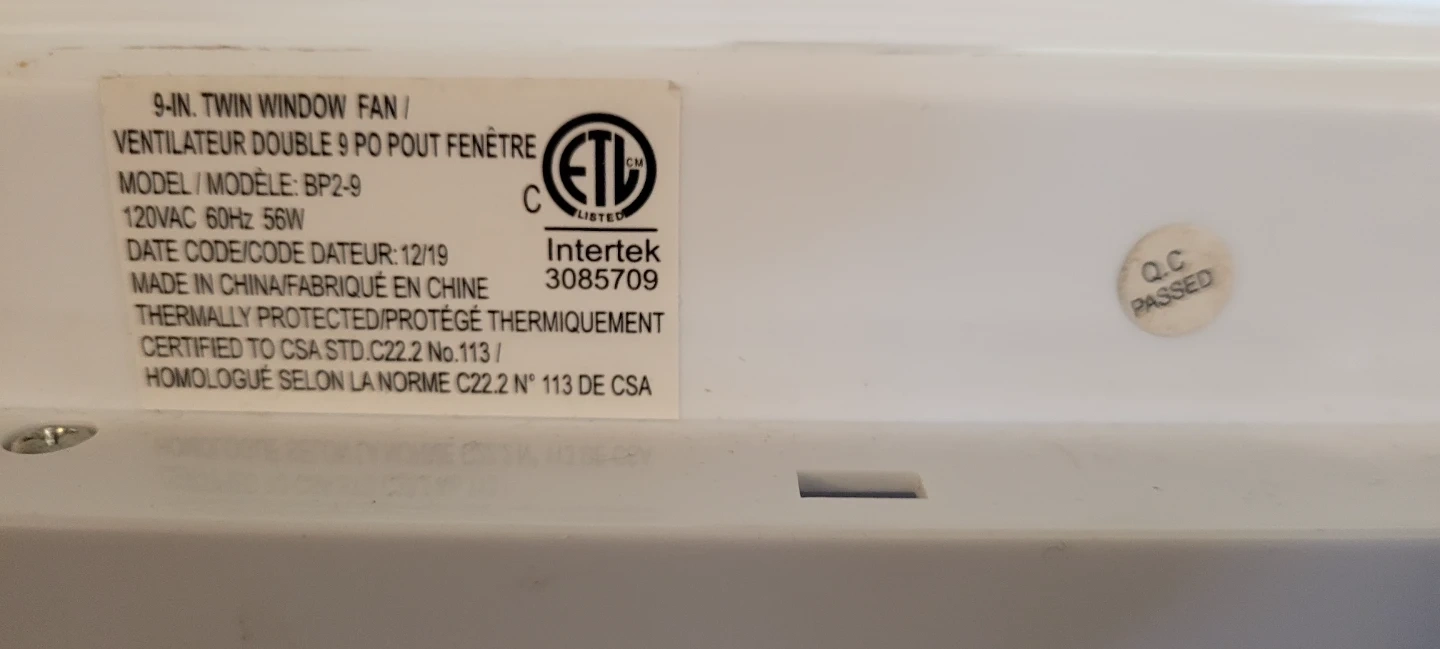 9-IN. TWIN WINDOW FAN /
VENTILATEUR DOUBLE 9 PO POUT FENÊTRE
MODEL / MODÈLE: BP2-9
120VAC 60Hz 56W
DATE CODE/CODE DATEUR: 12/19
MADE IN CHINA/FABRIQUÉ EN CHINE
THERMALLY PROTECTED/PROTÉGÉ THERMIQUEMENT
CERTIFIED TO CSA STD.C22.2 No.113 /
HOMOLOGUÉ SELON LA NORME C22.2 N° 113 DE CSA
C
ETL CM
LISTED
Intertek
3085709
Q.C
PASSED